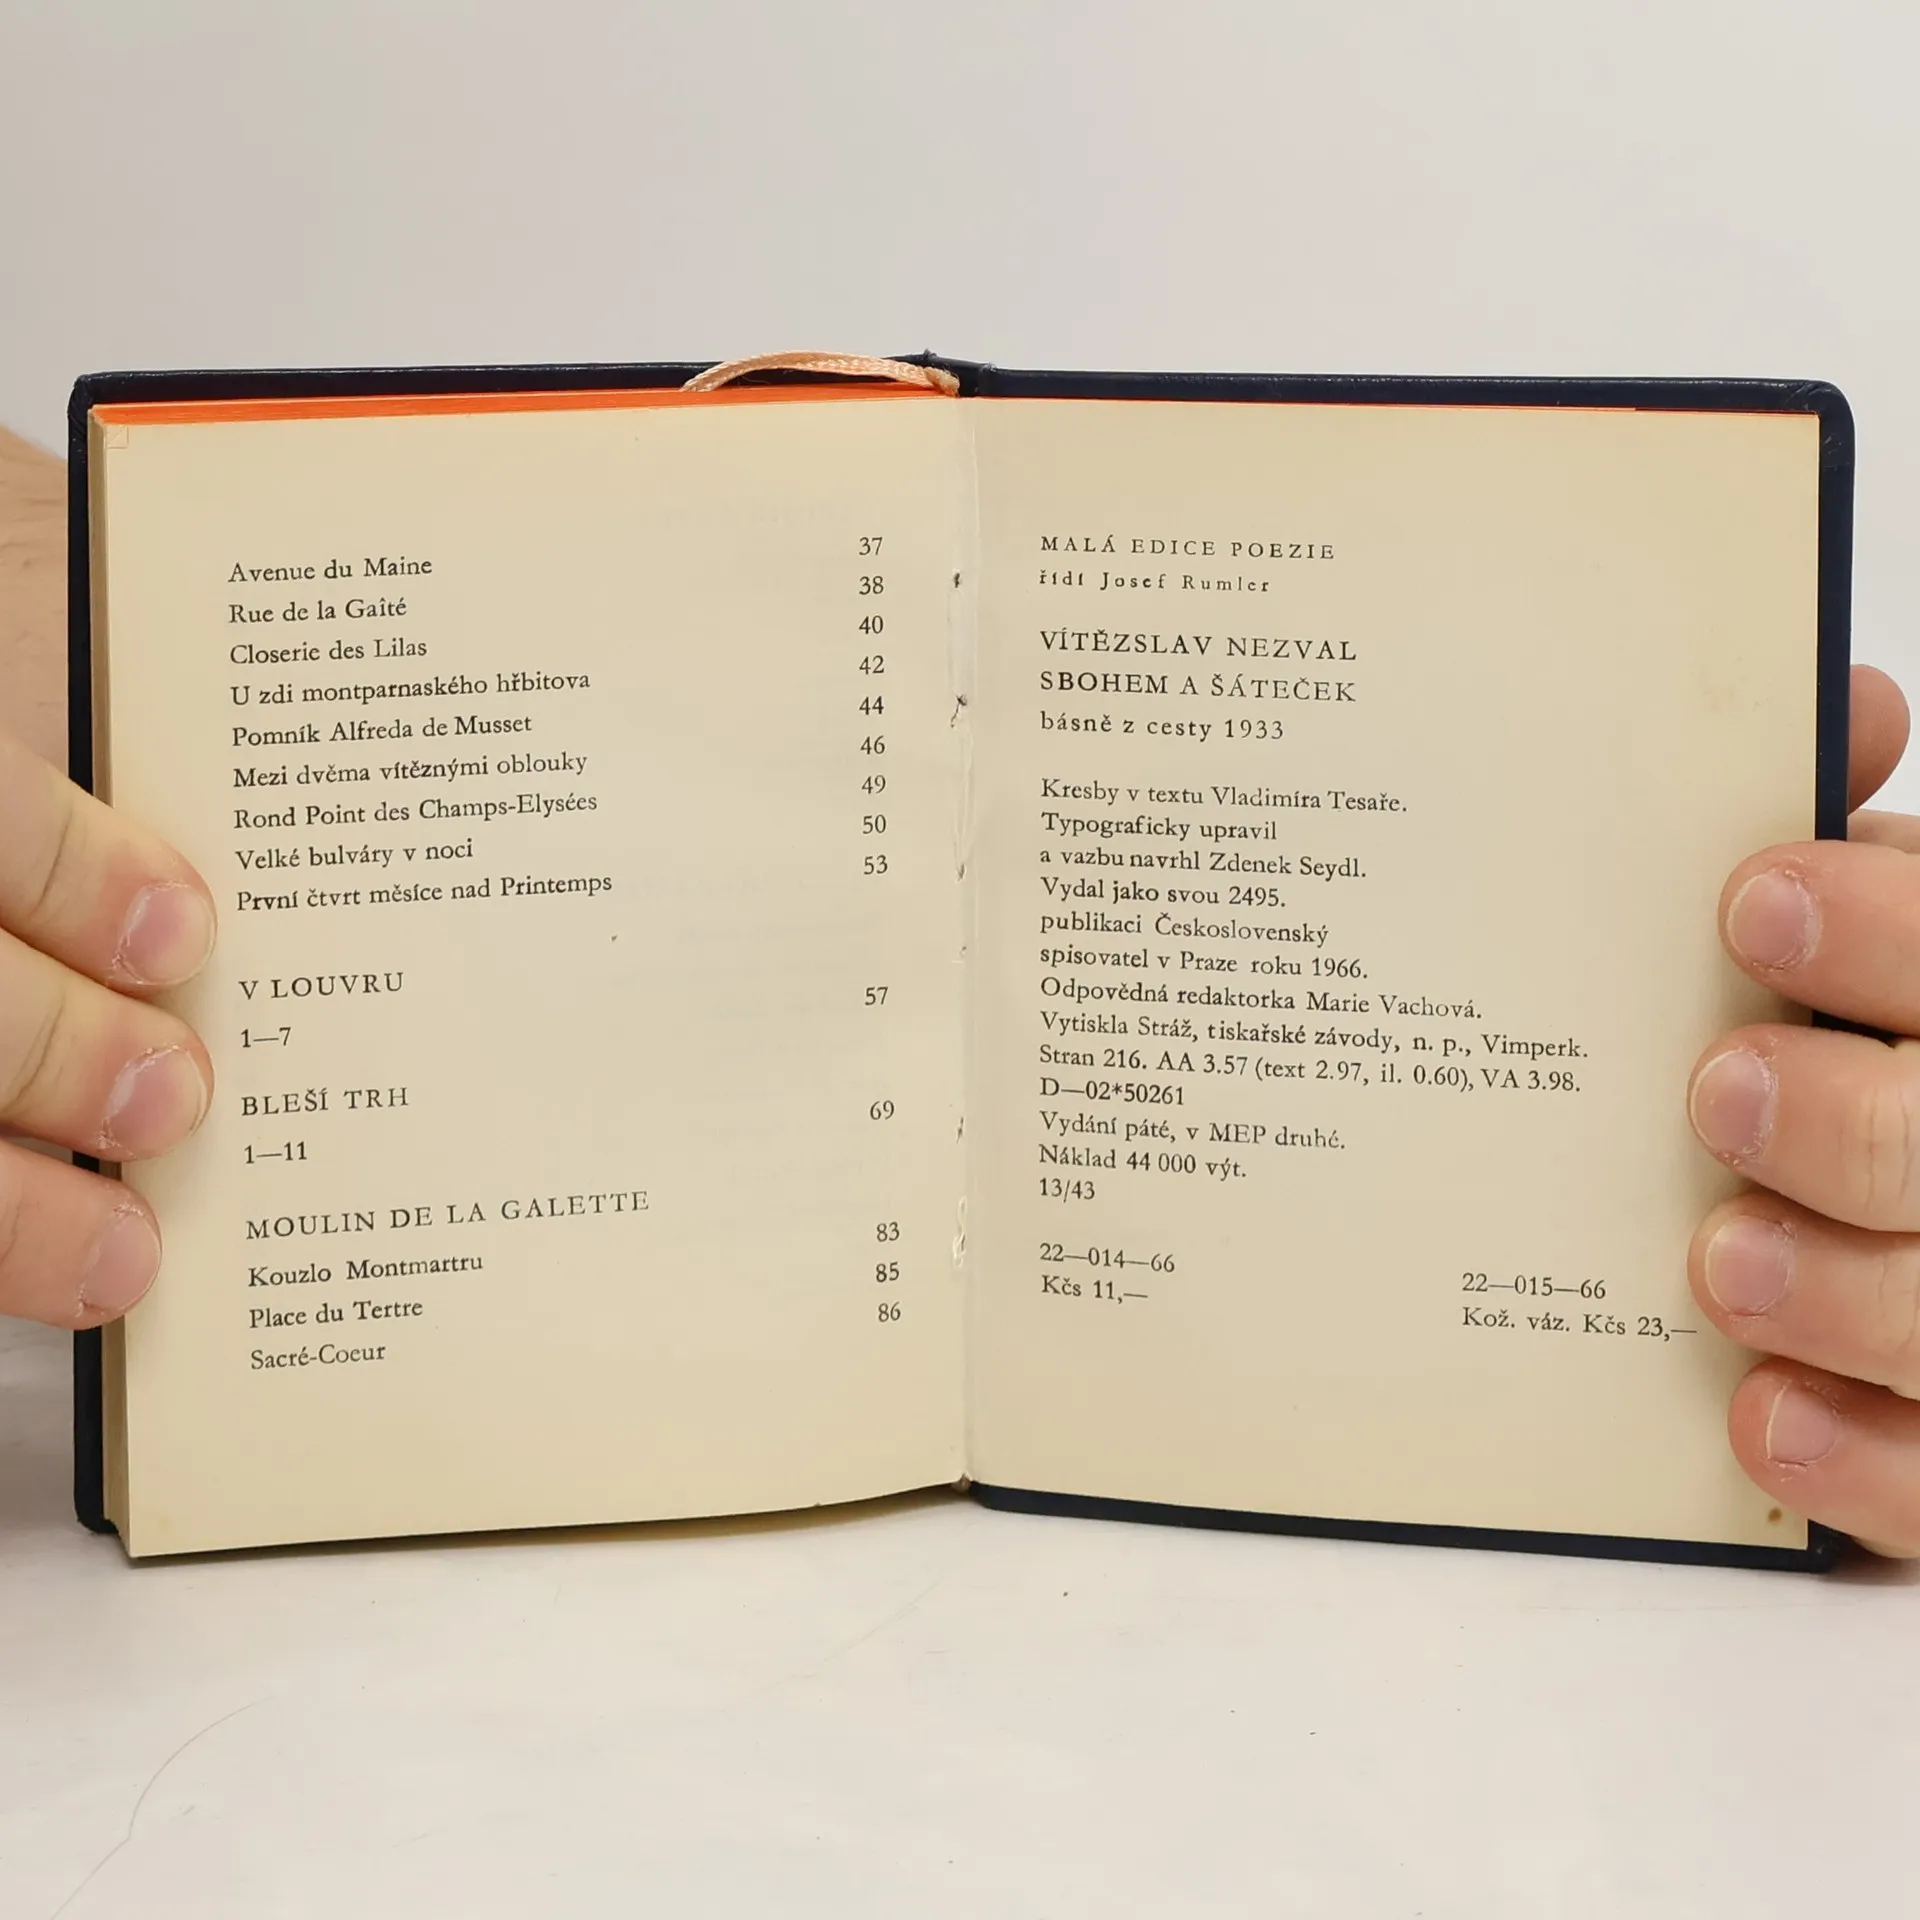 Avenue du Maine 37
Rue de la Gaîté 38
Closerie des Lilas 40
U zdi montparnaského hřbitova 42
Pomník Alfreda de Musset 44
Mezi dvěma vítěznými oblouky 46
Rond Point des Champs-Elysées 49
Velké bulváry v noci 50
První čtvrt měsíce nad Printemps 53
V LOUVRU
1—7 57
BLEŠÍ TRH
1—11 69
MOULIN DE LA GALETTE
Kouzlo Montmartru 83
Place du Tertre 85
Sacré-Coeur 86
MALÁ EDICE POEZIE
řídí Josef Rumler
VÍTĚZSLAV NEZVAL
SBOHEM A ŠÁTEČEK
básně z cesty 1933
Kresby v textu Vladimíra Tesaře.
Typograficky upravil
a vazbu navrhl Zdenek Seydl.
Vydal jako svou 2495.
publikaci Československý
spisovatel v Praze roku 1966.
Odpovědná redaktorka Marie Vachová.
Vytiskla Stráž, tiskařské závody, n. p., Vimperk.
Stran 216. AA 3.57 (text 2.97, il. 0.60), VA 3.98.
D—02*50261
Vydání páté, v MEP druhé.
Náklad 44 000 výt.
13/43
22—014—66 22—015—66
Kčs 11,— Kož. váz. Kčs 23,—